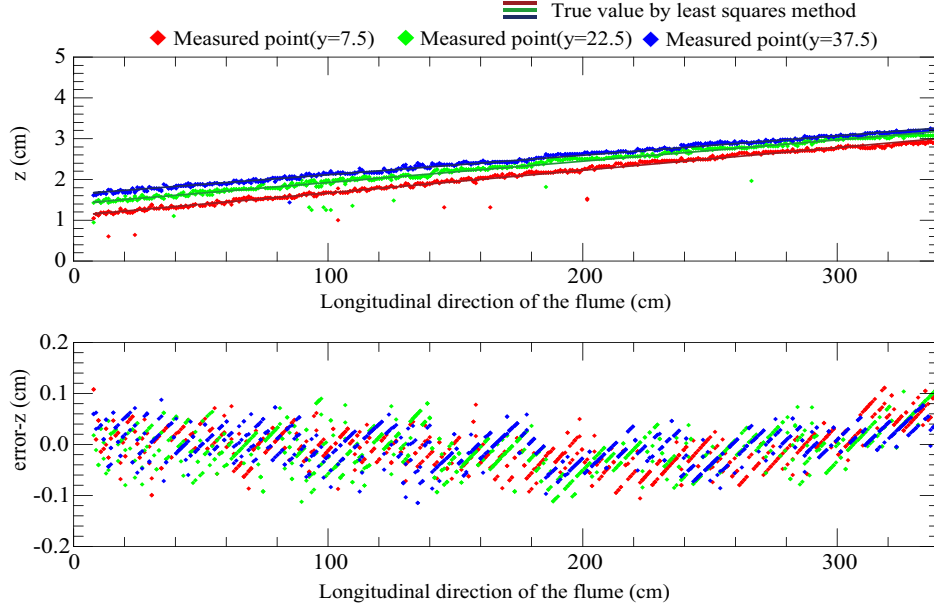 True value by least squares method
Measured point(y=7.5) Measured point(y=22.5) Measured point(y=37.5)
5
4
3
2
1
0
z (cm)
0 100 200 300
Longitudinal direction of the flume (cm)
0.2
0.1
0.0
-0.1
-0.2
error-z (cm)
0 100 200 300
Longitudinal direction of the flume (cm)